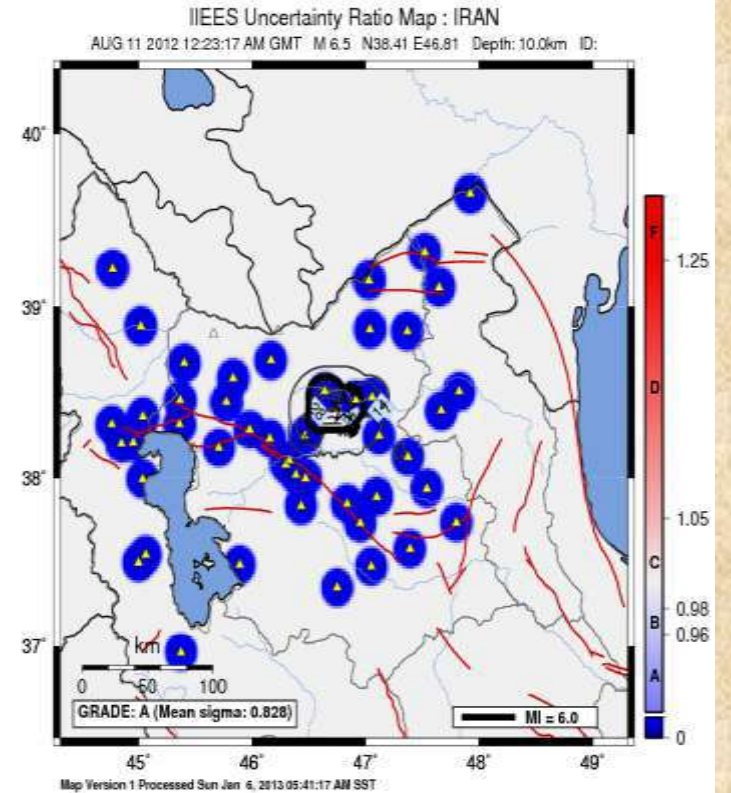 IIEES Uncertainty Ratio Map : IRAN
AUG 11 2012 12:23:17 AM GMT M 6.5 N38.41 E46.81 Depth: 10.0km ID:
40°
39°
38°
37°
45°
46°
47°
48°
49°
km
0 50 100
GRADE: A (Mean sigma: 0.828)
MI = 6.0
F
1.25
D
1.05
C
0.98
B
0.96
A
0
Map Version 1 Processed Sun Jan 6, 2013 05:41:17 AM SST